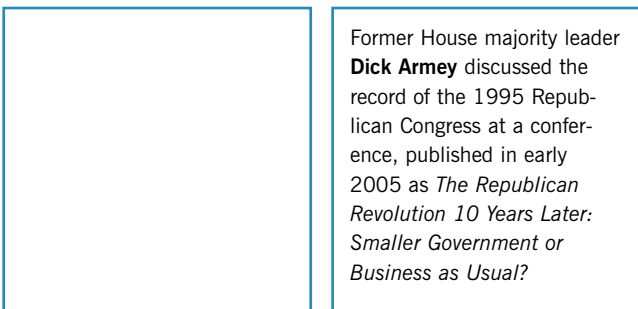 Former House majority leader
Dick Armey discussed the
record of the 1995 Repub-
lican Congress at a confer-
ence, published in early
2005 as The Republican
Revolution 10 Years Later:
Smaller Government or
Business as Usual?